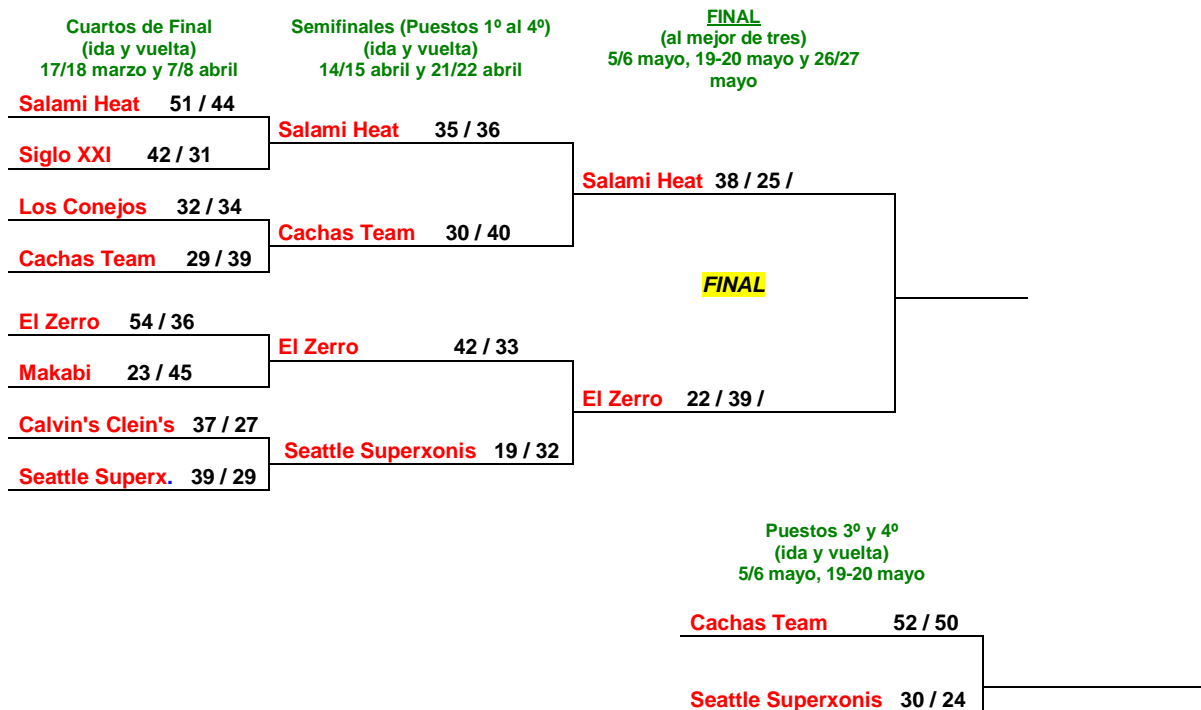 Cuartos de Final
(ida y vuelta)
17/18 marzo y 7/8 abril
Semifinales (Puestos 1º al 4º)
(ida y vuelta)
14/15 abril y 21/22 abril
FINAL
(al mejor de tres)
5/6 mayo, 19-20 mayo y 26/27
mayo
Salami Heat 51 / 44
Siglo XXI 42 / 31
Los Conejos 32 / 34
Cachas Team 29 / 39
El Zerro 54 / 36
Makabi 23 / 45
Calvin's Clein's 37 / 27
Seattle Superx. 39 / 29
Salami Heat 35 / 36
Cachas Team 30 / 40
El Zerro 42 / 33
Seattle Superxonis 19 / 32
Salami Heat 38 / 25 /
FINAL
El Zerro 22 / 39 /
Puestos 3º y 4º
(ida y vuelta)
5/6 mayo, 19-20 mayo
Cachas Team 52 / 50
Seattle Superxonis 30 / 24